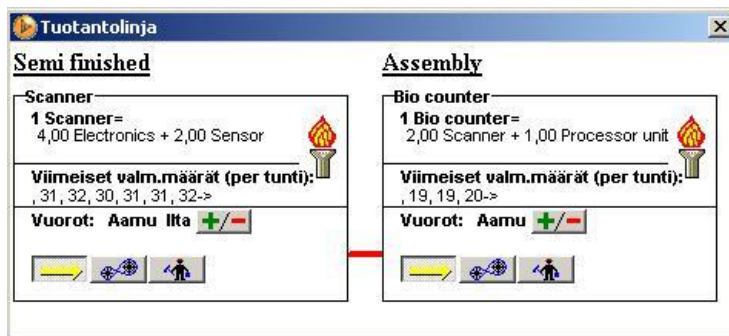 Tuotantolinja
Semi finished
Scanner
1 Scanner=
4,00 Electronics + 2,00 Sensor
Viimeiset valm.määrät (per tunti):
, 31, 32, 30, 31, 31, 32->
Vuorot: Aamu Ilta +/-
Assembly
Bio counter
1 Bio counter=
2,00 Scanner + 1,00 Processor unit
Viimeiset valm.määrät (per tunti):
, 19, 19, 20->
Vuorot: Aamu +/-